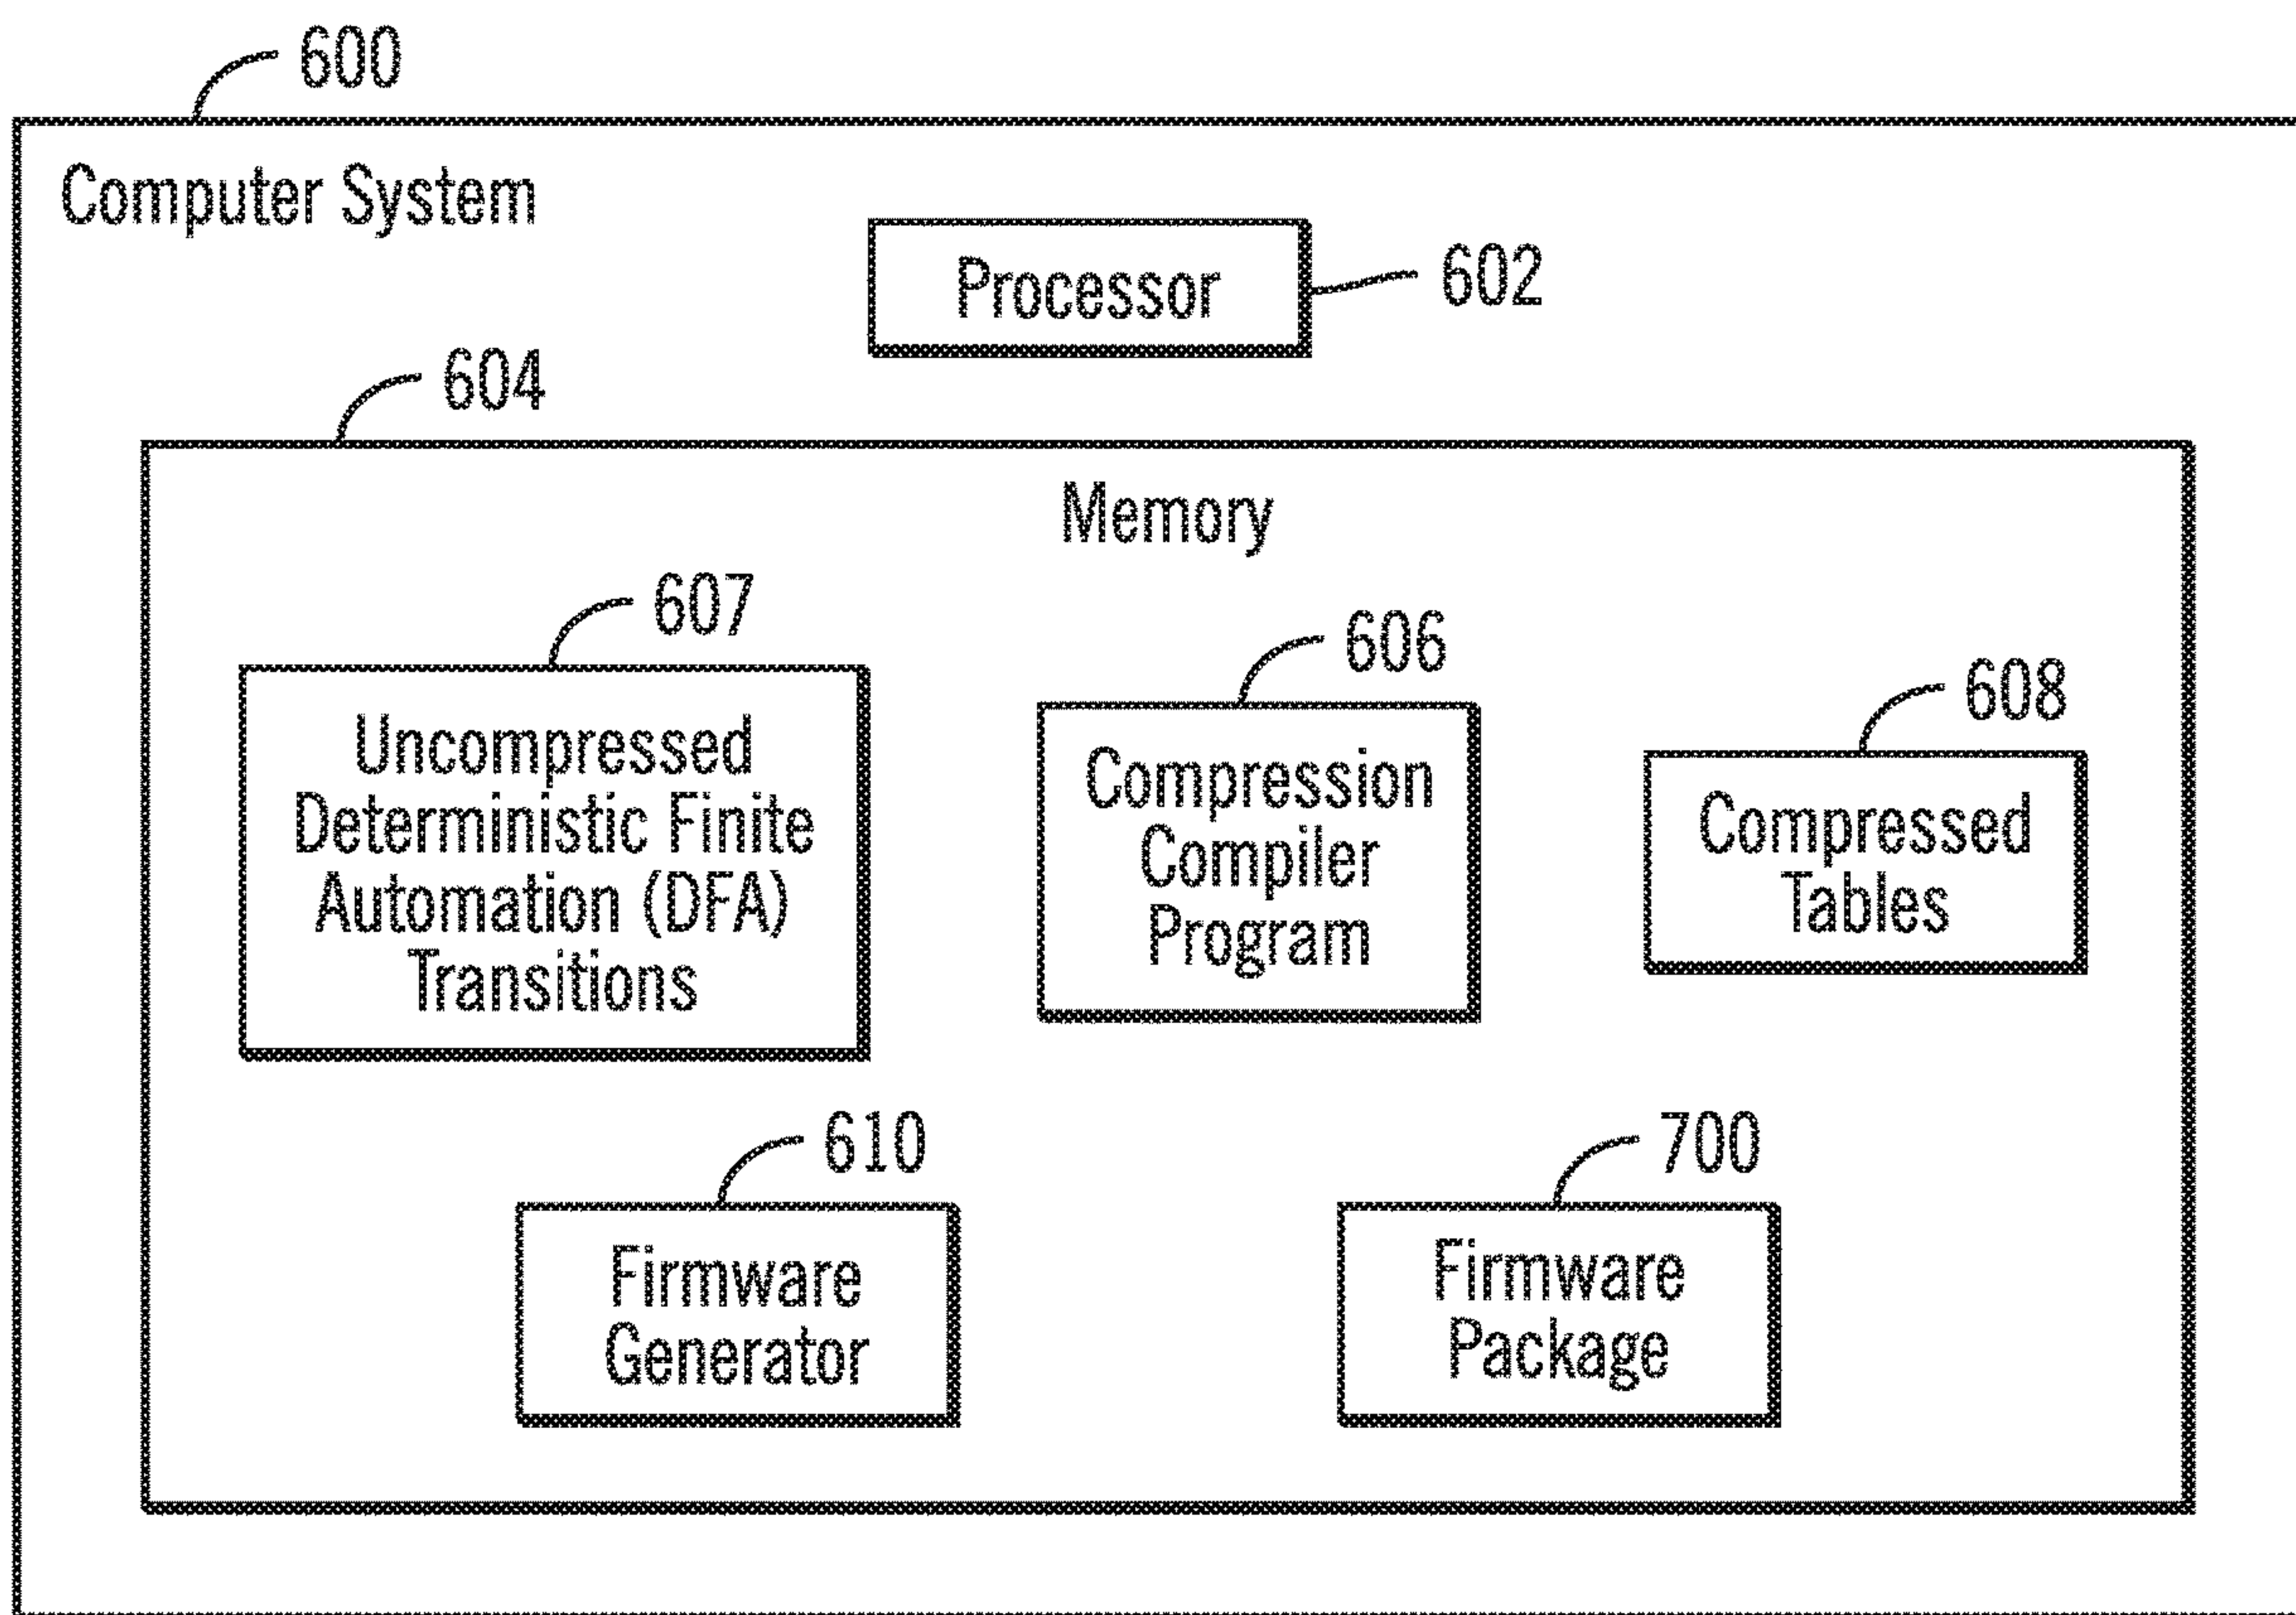 600
Computer System
Processor
602
604
Memory
607
606
608
Uncompressed
Deterministic Finite
Automation (DFA)
Transitions
Compression
Compiler
Program
Compressed
Tables
610
700
Firmware
Generator
Firmware
Package